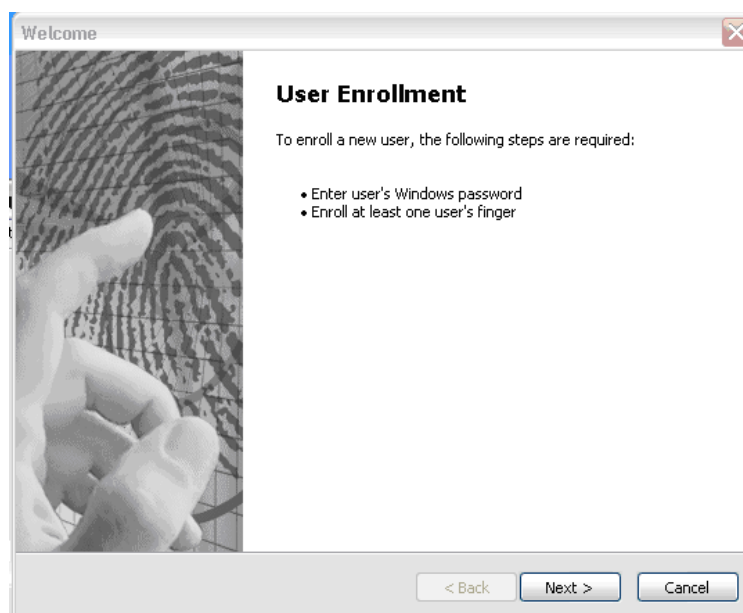 Welcome
User Enrollment
To enroll a new user, the following steps are required:
• Enter user's Windows password
• Enroll at least one user's finger
< Back
Next >
Cancel